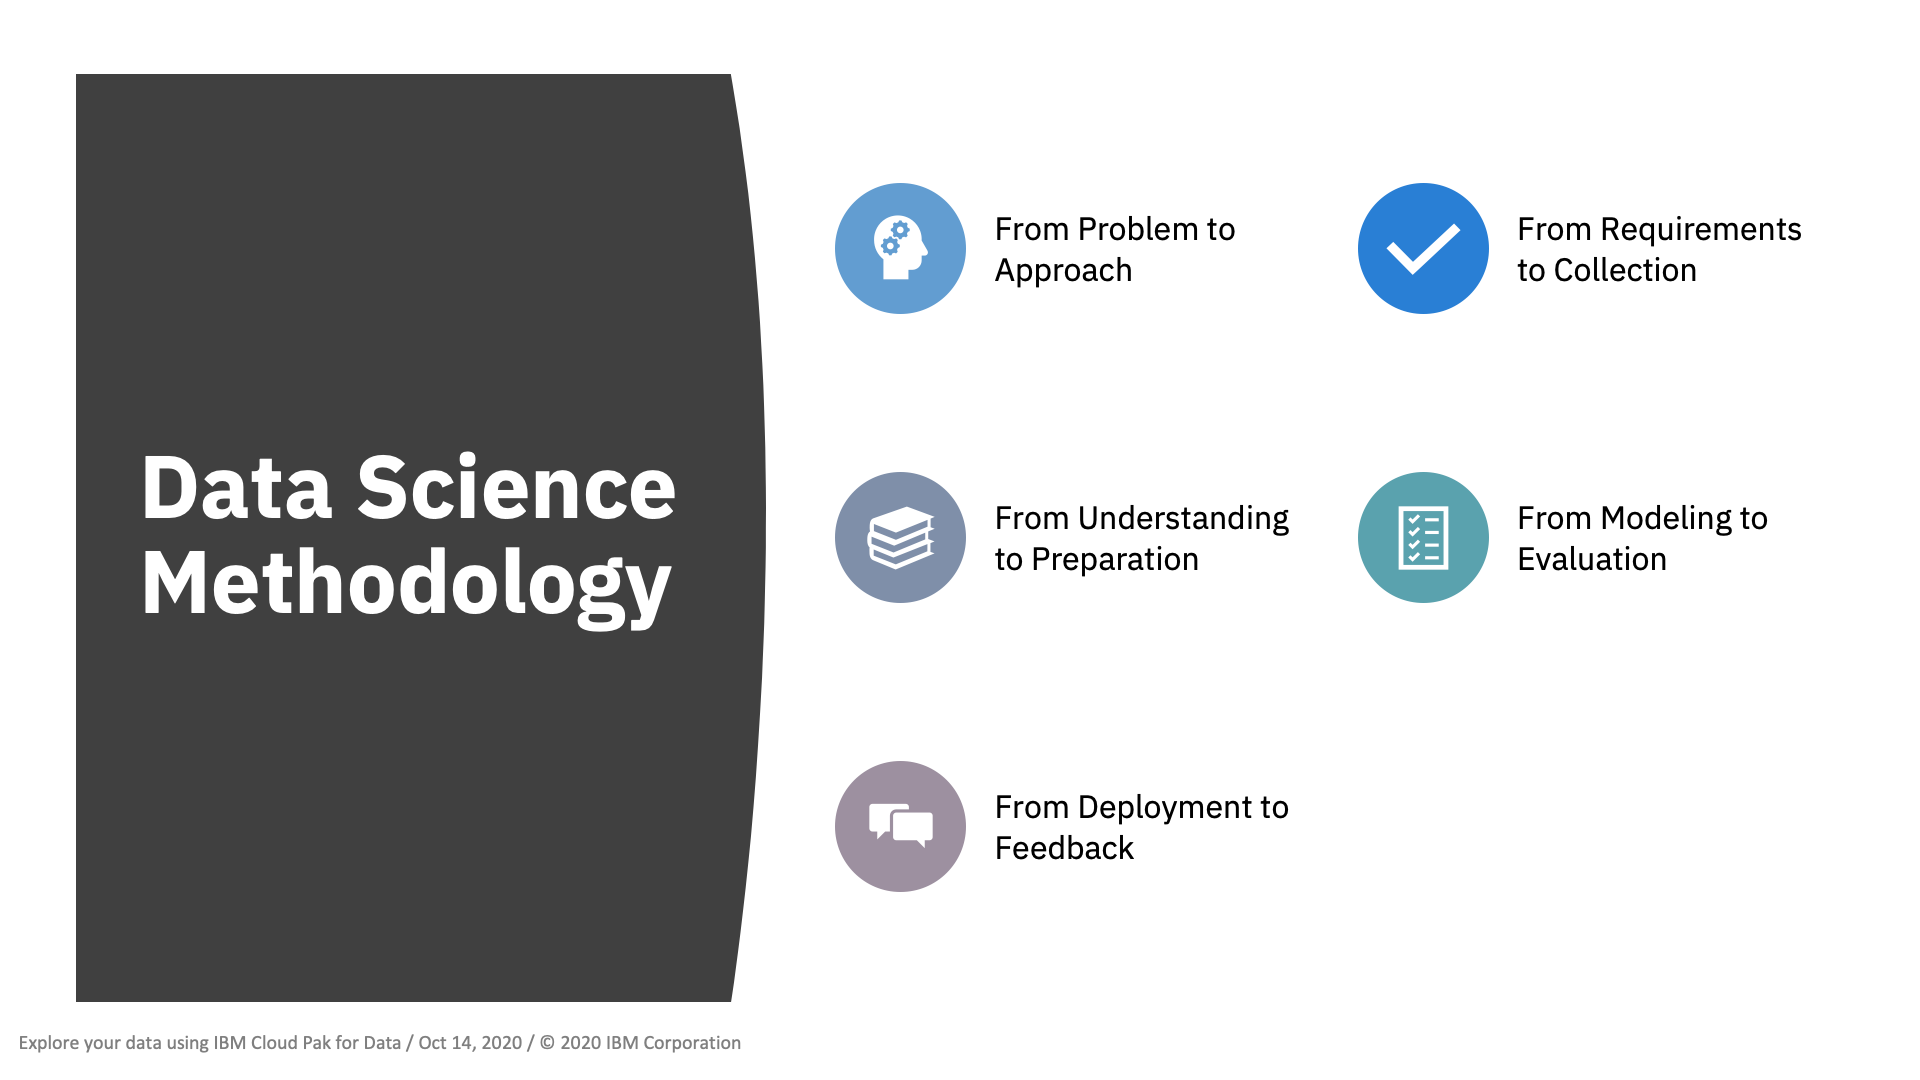 Data Science
Methodology
From Problem to
Approach
From Requirements
to Collection
From Understanding
to Preparation
From Modeling to
Evaluation
From Deployment to
Feedback
Explore your data using IBM Cloud Pak for Data / Oct 14, 2020 / © 2020 IBM Corporation